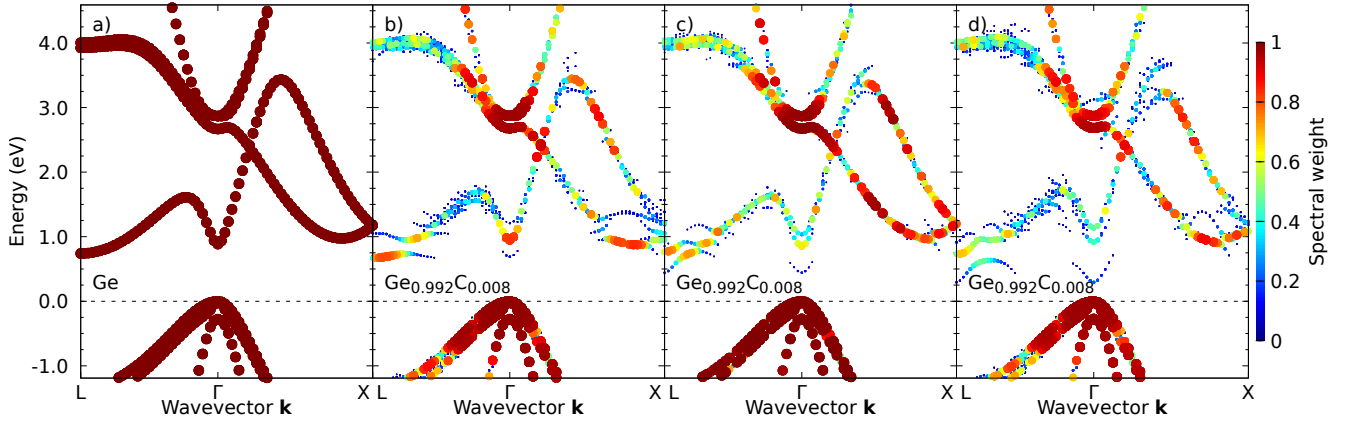 a) b) c) d)
4.0
3.0
2.0
1.0
0.0
-1.0
Energy (eV)
Ge Ge0.992C0.008 Ge0.992C0.008 Ge0.992C0.008
L Γ X L Γ X L Γ X L Γ X
Wavevector k Wavevector k Wavevector k Wavevector k
1
0.8
0.6
0.4
0.2
0
Spectral weight